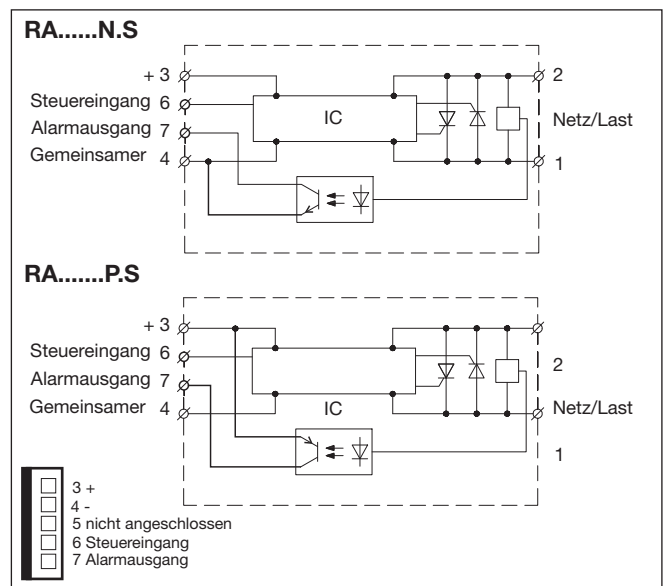 RA......N.S
+ 3
2
Steuereingang 6
IC
Alarmausgang 7
Netz/Last
Gemeinsamer 4
1
RA.......P.S
+ 3
Steuereingang 6
2
Alarmausgang 7
Gemeinsamer 4
IC
Netz/Last
1
3 +
4 -
5 nicht angeschlossen
6 Steuereingang
7 Alarmausgang